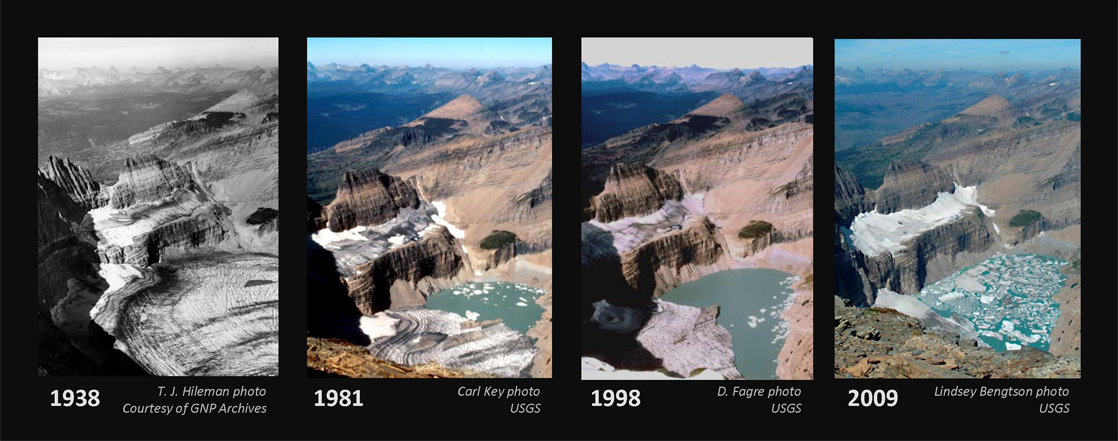 1938
T. J. Hileman photo
Courtesy of GNP Archives
1981
Carl Key photo
USGS
1998
D. Fagre photo
USGS
2009
Lindsey Bengtson photo
USGS